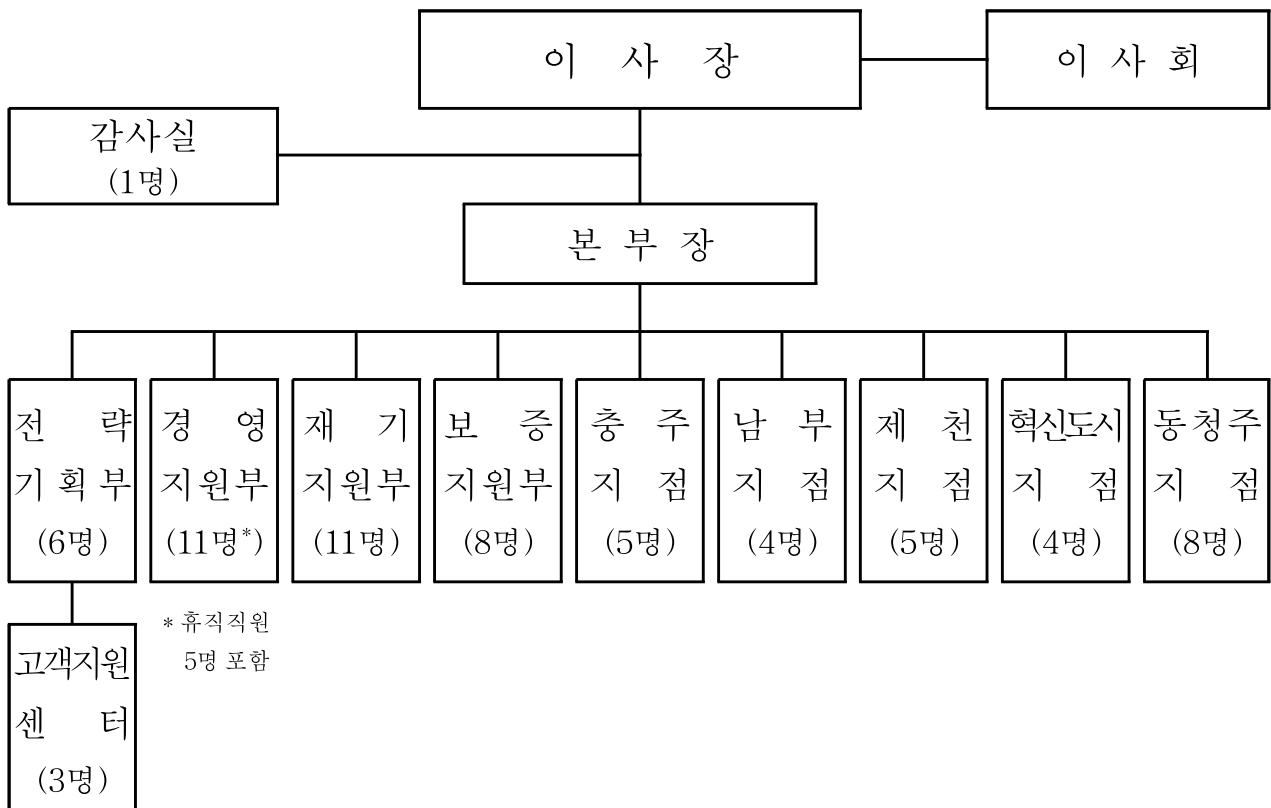 이 사 장
이 사 회
감사실
(1명)
본 부 장
전 략
기획부
(6명)
경 영
지원부
(11명*)
재 기
지원부
(11명)
보 증
지원부
(8명)
충 주
지 점
(5명)
남 부
지 점
(4명)
제 천
지 점
(5명)
혁신도시
지 점
(4명)
동청주
지 점
(8명)
* 휴직직원
5명 포함
고객지원
센 터
(3명)